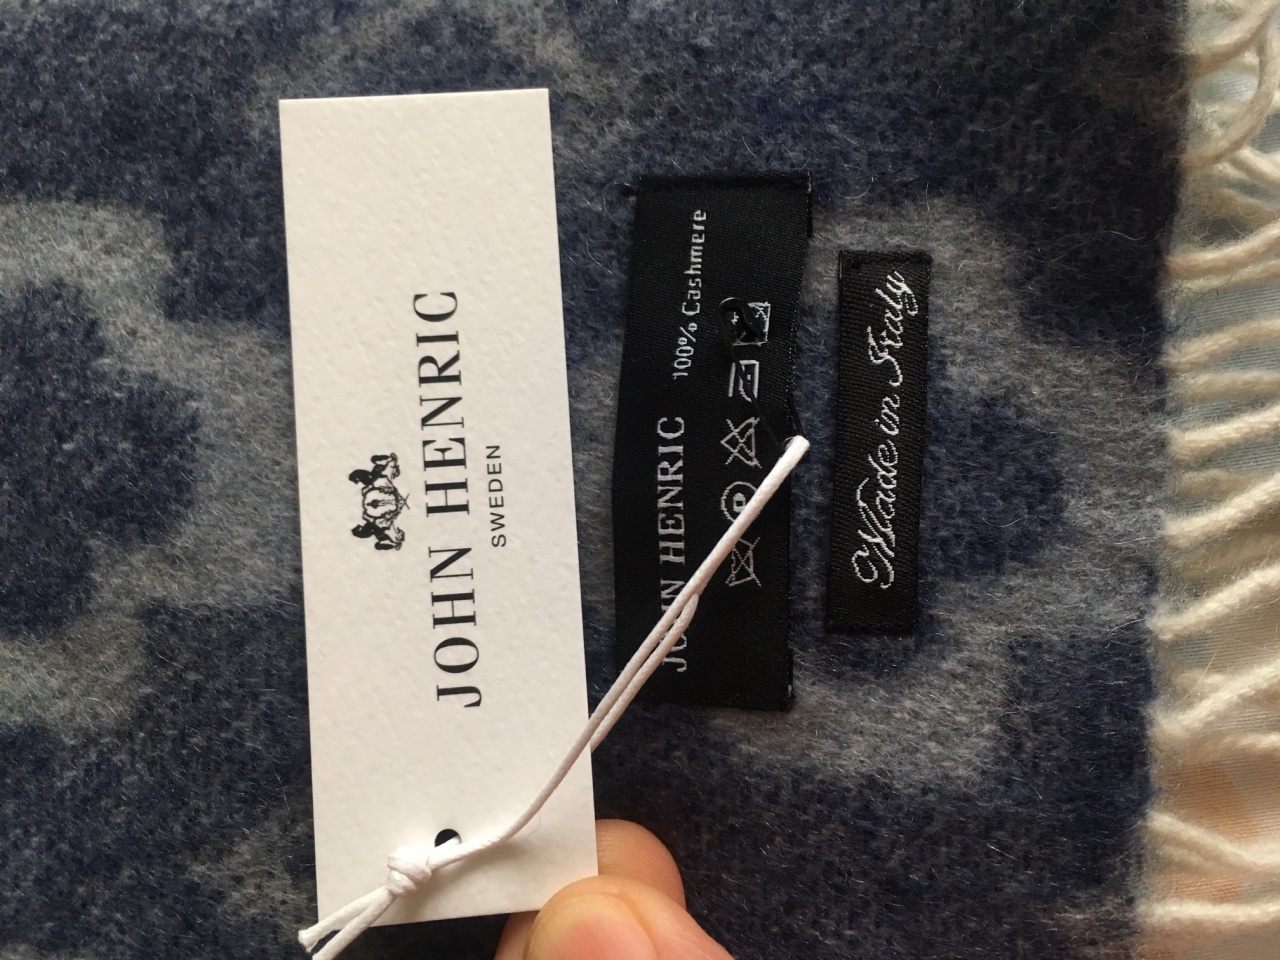 JOHN HENRIC
SWEDEN
JOHN HENRIC 100% Cashmere
Made in Italy